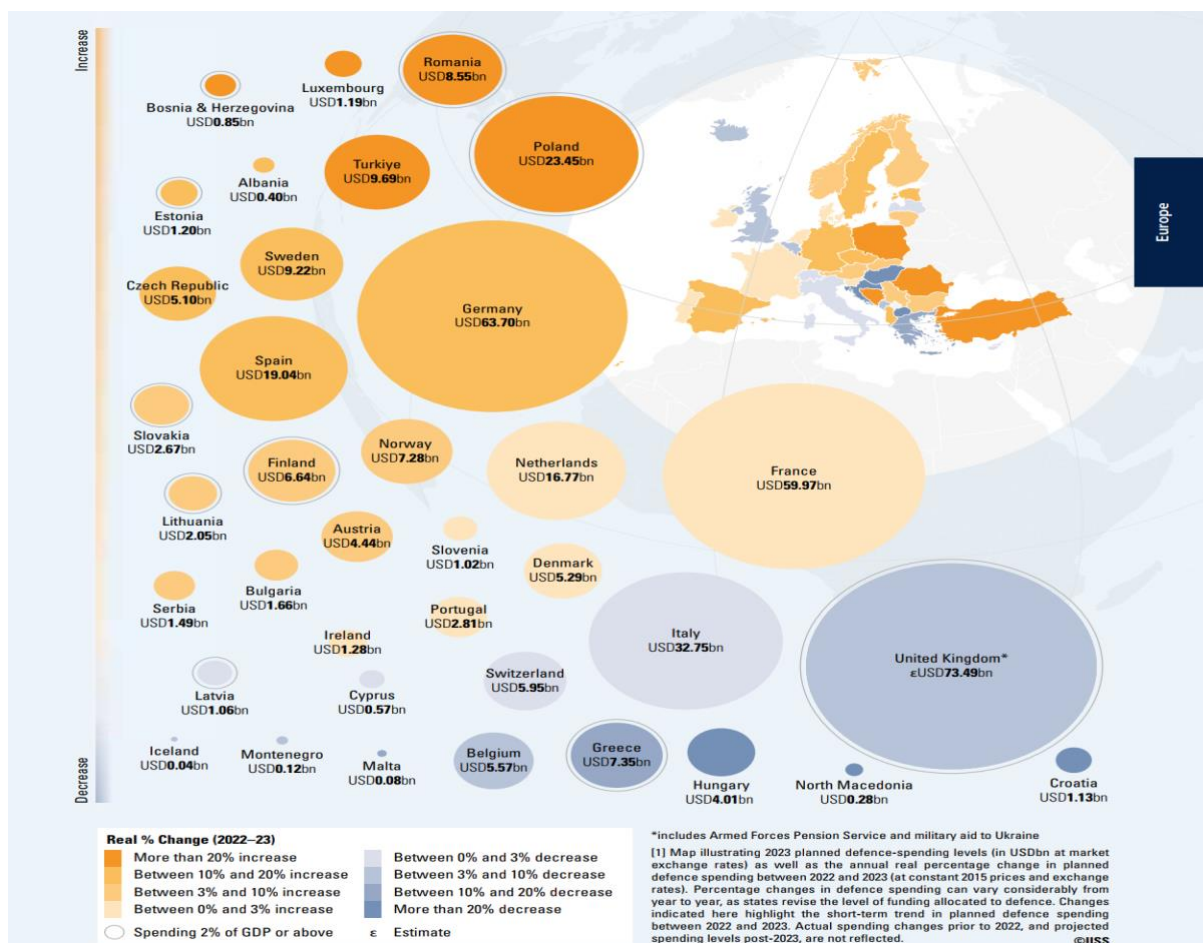 Increase
Romania
USD8.55bn
Luxembourg
USD1.19bn
Bosnia & Herzegovina
USD0.85bn
Poland
USD23.45bn
Turkiye
USD9.69bn
Albania
USD0.40bn
Estonia
USD1.20bn
Europe
Sweden
USD9.22bn
Czech Republic
USD5.10bn
Germany
USD63.70bn
Spain
USD19.04bn
Slovakia
USD2.67bn
Norway
USD7.28bn
Finland
USD6.64bn
Netherlands
USD16.77bn
France
USD59.97bn
Lithuania
USD2.05bn
Austria
USD4.44bn
Slovenia
USD1.02bn
Denmark
USD5.29bn
Bulgaria
USD1.66bn
Serbia
USD1.49bn
Portugal
USD2.81bn
Ireland
USD1.28bn
Italy
USD32.75bn
United Kingdom*
εUSD73.49bn
Switzerland
USD5.95bn
Latvia
USD1.06bn
Cyprus
USD0.57bn
Iceland
USD0.04bn
Montenegro
USD0.12bn
Malta
USD0.08bn
Belgium
USD5.57bn
Greece
USD7.35bn
Hungary
USD4.01bn
North Macedonia
USD0.28bn
Croatia
USD1.13bn
Decrease
Real % Change (2022–23)
More than 20% increase
Between 10% and 20% increase
Between 3% and 10% increase
Between 0% and 3% increase
Between 0% and 3% decrease
Between 3% and 10% decrease
Between 10% and 20% decrease
More than 20% decrease
Spending 2% of GDP or above
ε Estimate
*includes Armed Forces Pension Service and military aid to Ukraine
[1] Map illustrating 2023 planned defence-spending levels (in USDbn at market
exchange rates) as well as the annual real percentage change in planned
defence spending between 2022 and 2023 (at constant 2015 prices and exchange
rates). Percentage changes in defence spending can vary considerably from
year to year, as states revise the level of funding allocated to defence. Changes
indicated here highlight the short-term trend in planned defence spending
between 2022 and 2023. Actual spending changes prior to 2022, and projected
spending levels post-2023, are not reflected.
©IISS